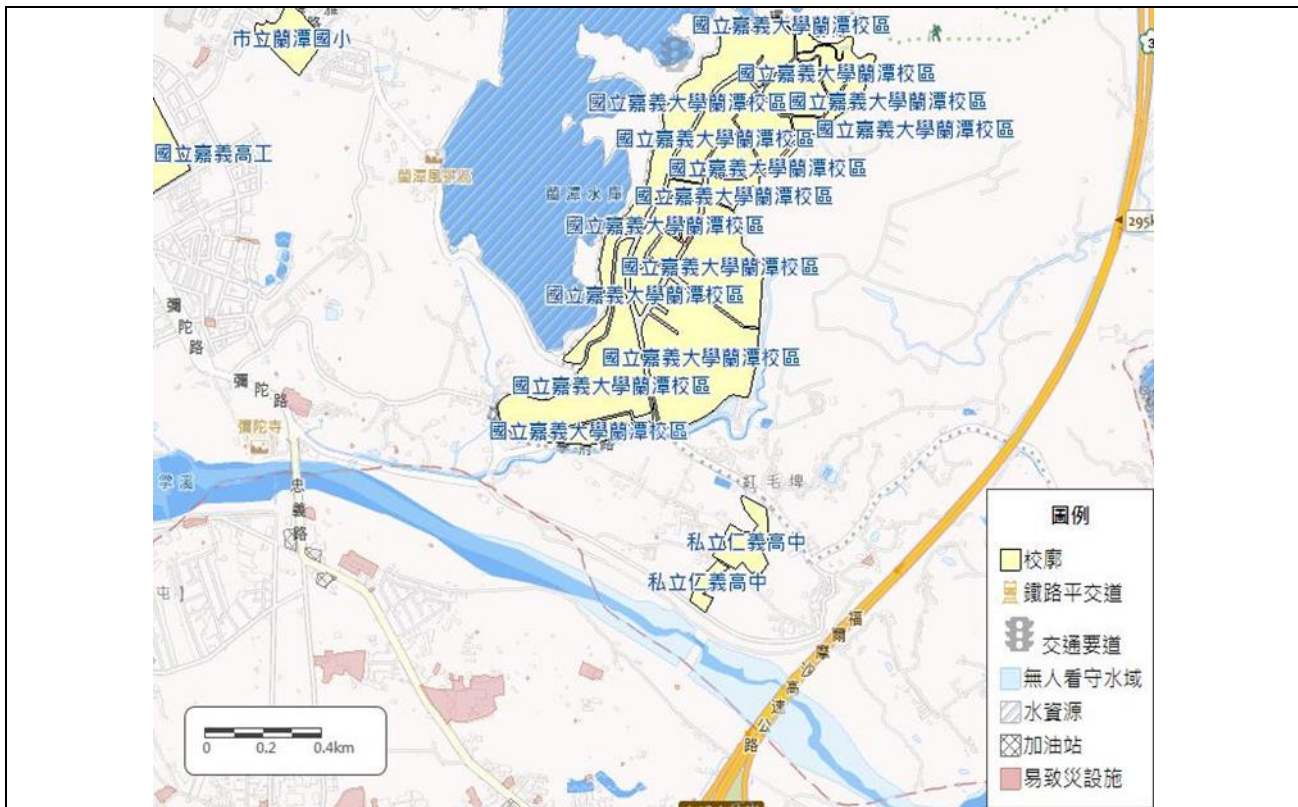 市立蘭潭國小
國立嘉義大學蘭潭校區
國立嘉義大學蘭潭校區
國立嘉義大學蘭潭校區
國立嘉義大學蘭潭校區
國立嘉義大學蘭潭校區
國立嘉義大學蘭潭校區
國立嘉義高工
國立嘉義大學蘭潭校區
蘭潭風景區
蘭潭水庫
國立嘉義大學蘭潭校區
國立嘉義大學蘭潭校區
295k
國立嘉義大學蘭潭校區
國立嘉義大學蘭潭校區
彌陀路
國立嘉義大學蘭潭校區
彌陀路
國立嘉義大學蘭潭校區
彌陀寺
國立嘉義大學蘭潭校區
忠義路
紅毛埤
私立仁義高中
私立仁義高中
福爾摩沙高速公路
屯】
圖例
校廓
鐵路平交道
交通要道
無人看守水域
水資源
加油站
易致災設施
0 0.2 0.4km